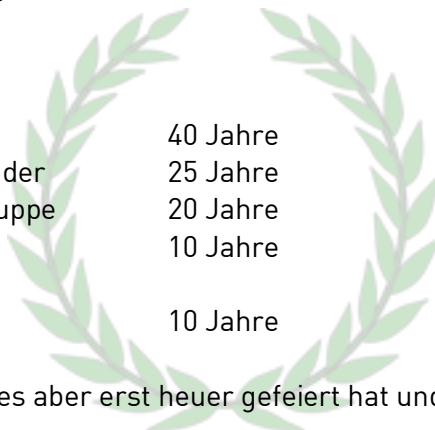 40 Jahre
der 25 Jahre
uppe 20 Jahre
10 Jahre
10 Jahre
es aber erst heuer gefeiert hat und